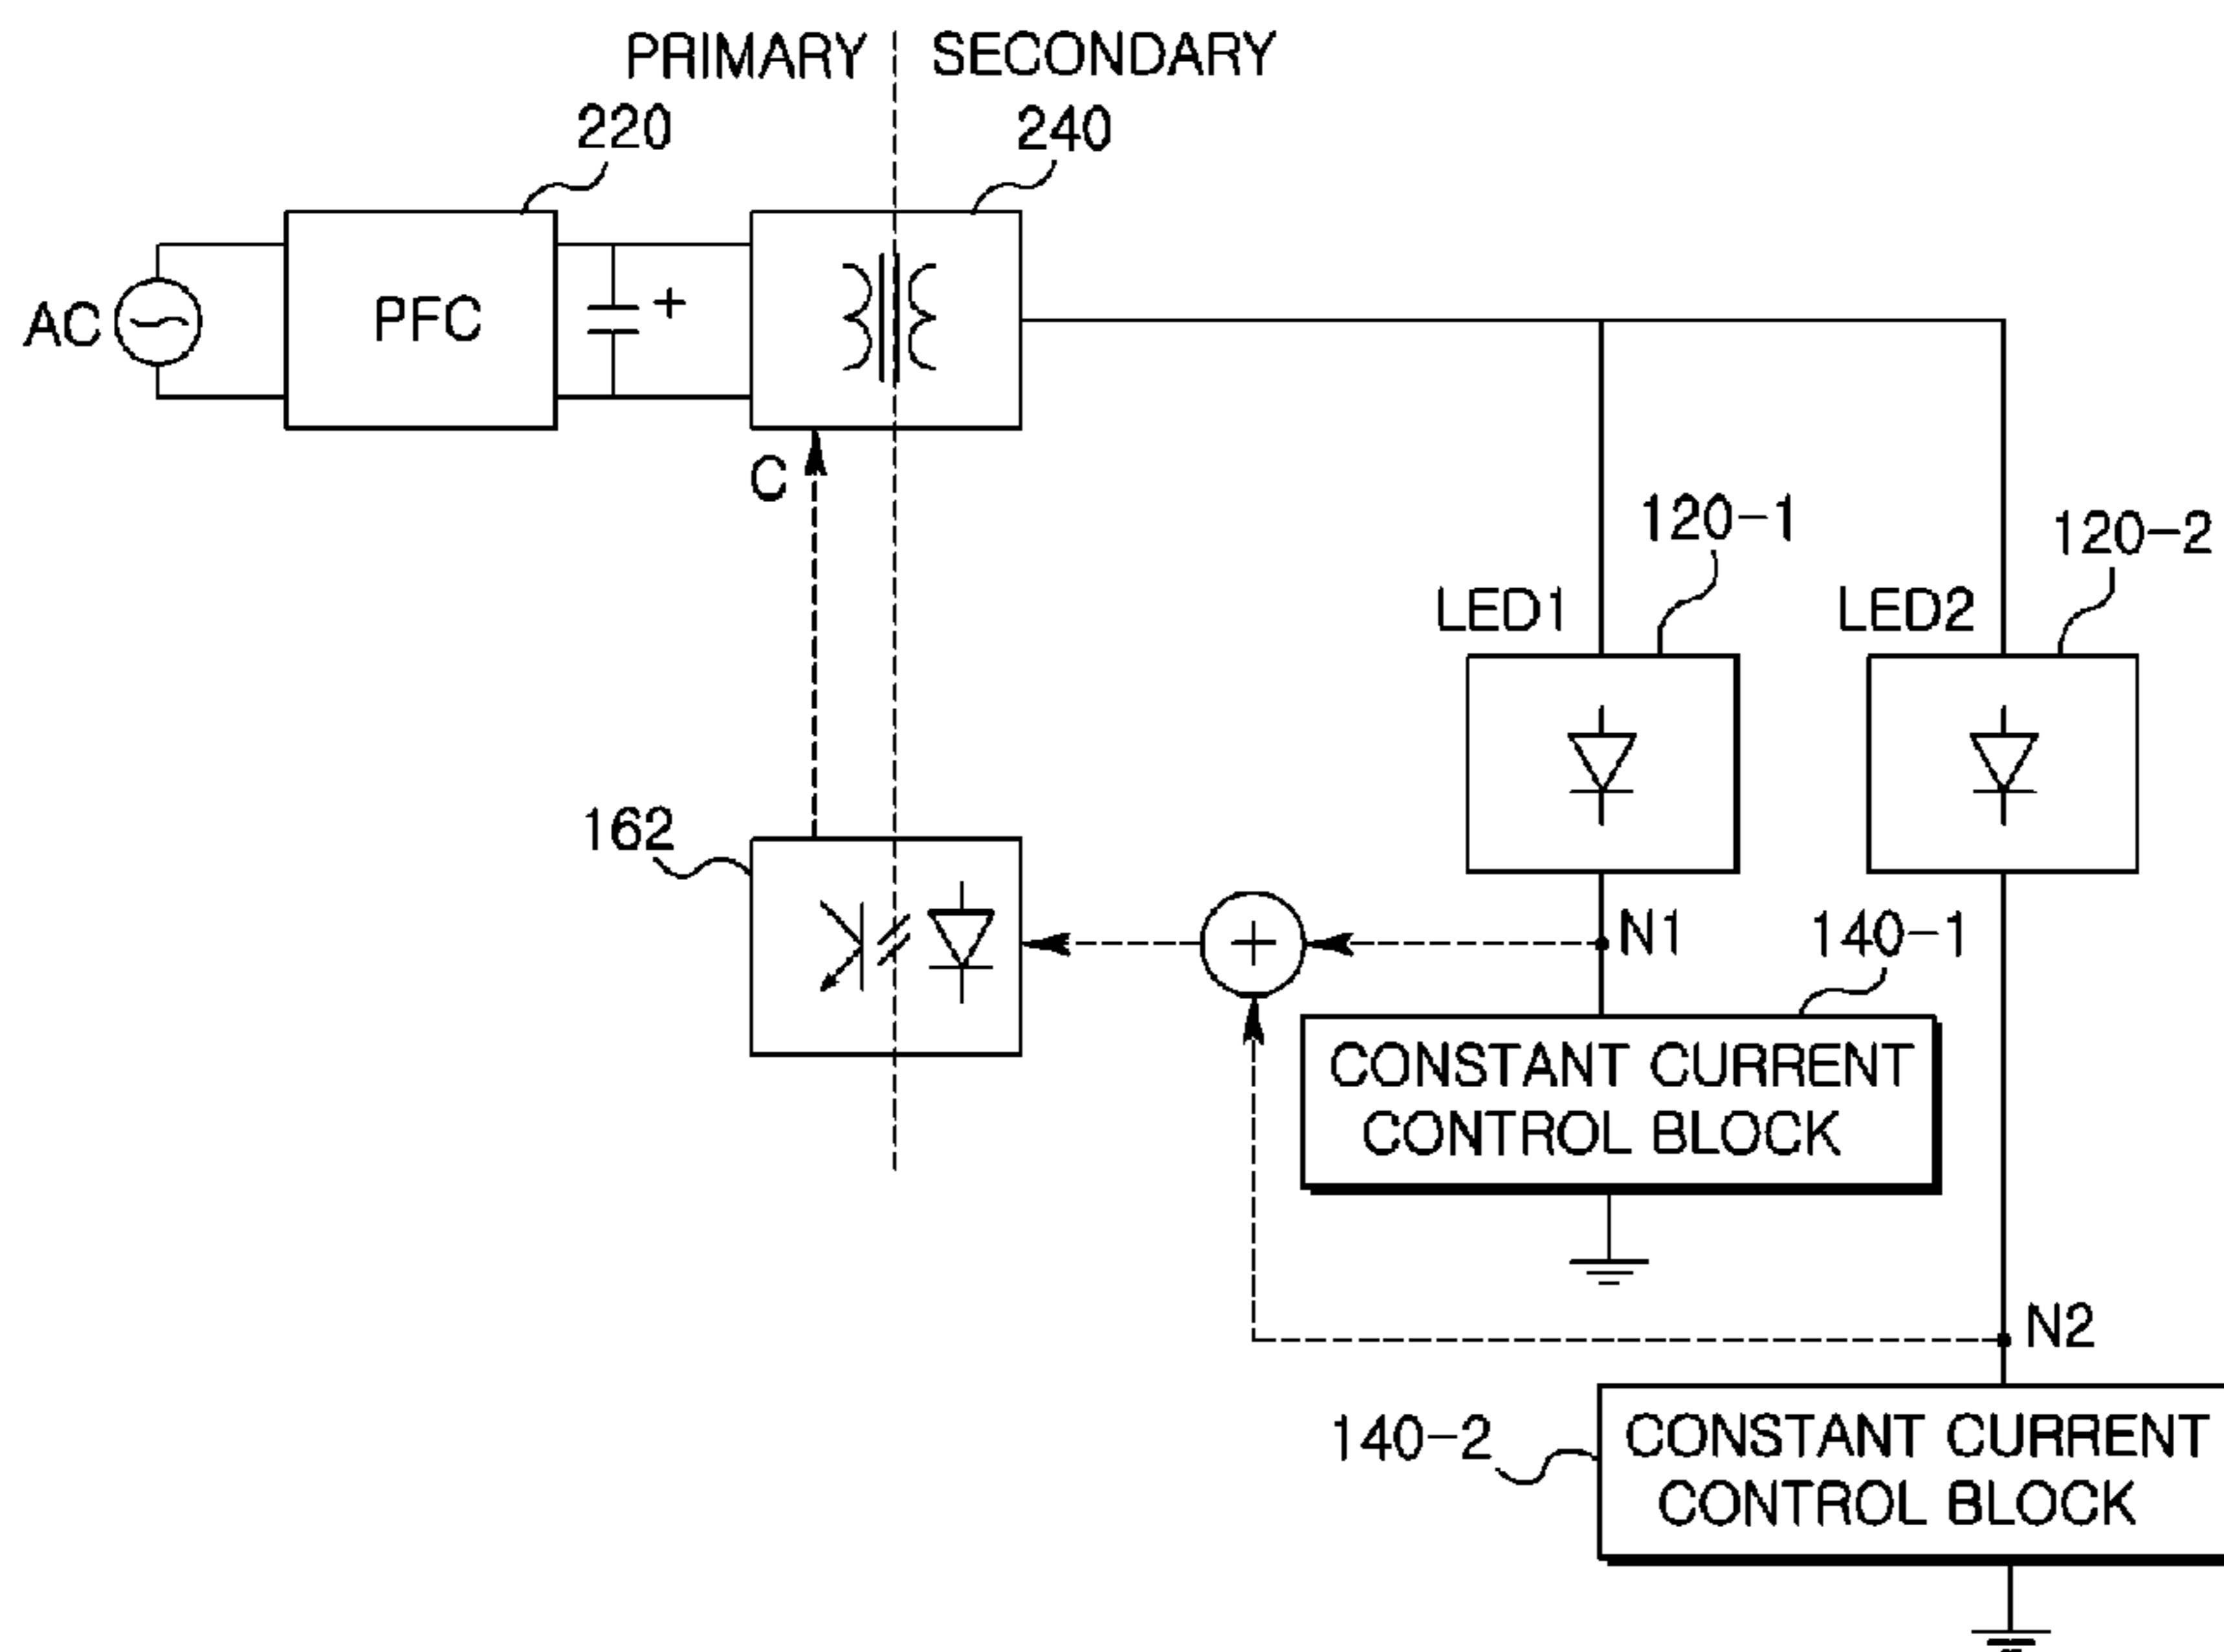 PRIMARY
SECONDARY
220
240
AC
PFC
+
C
120-1
120-2
LED1
LED2
162
+
N1
140-1
CONSTANT CURRENT
CONTROL BLOCK
N2
140-2
CONSTANT CURRENT
CONTROL BLOCK